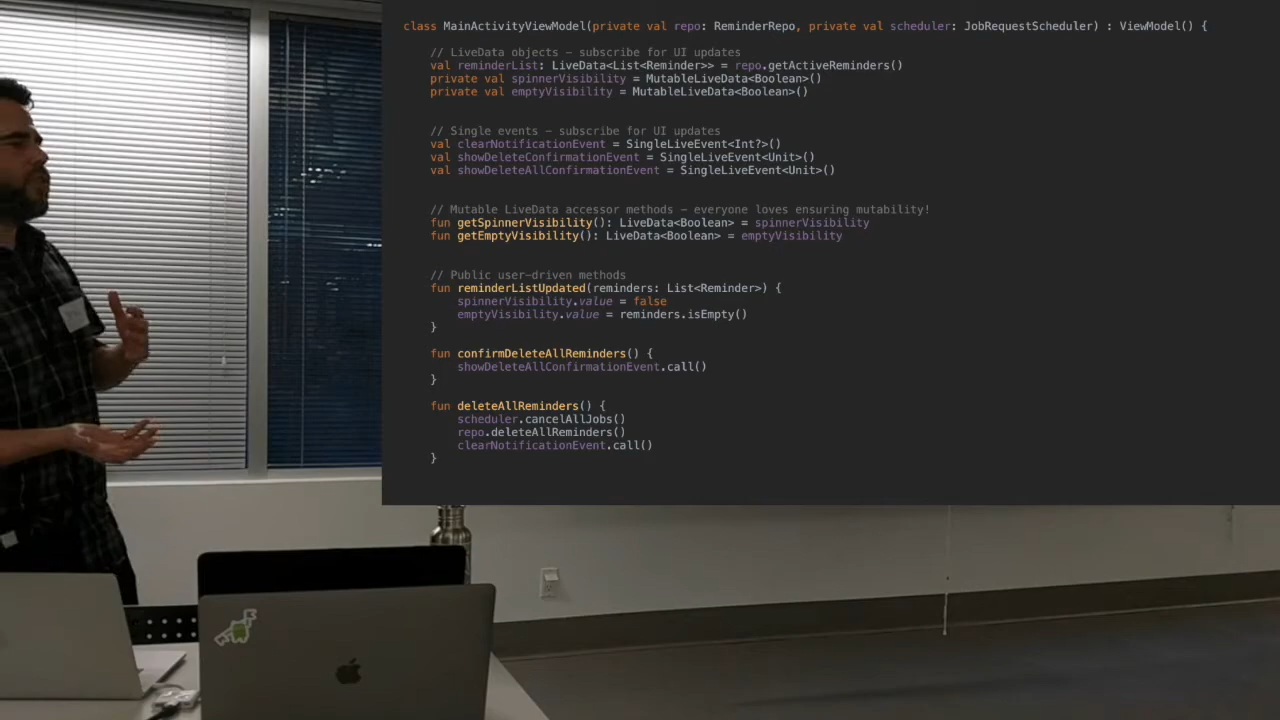 class MainActivityViewModel(private val repo: ReminderRepo, private val scheduler: JobRequestScheduler) : ViewModel() {
// LiveData objects – subscribe for UI updates
val reminderList: LiveData<List<Reminder>> = repo.getActiveReminders()
private val spinnerVisibility = MutableLiveData<Boolean>()
private val emptyVisibility = MutableLiveData<Boolean>()
// Single events – subscribe for UI updates
val clearNotificationEvent = SingleLiveEvent<Int?>()
val showDeleteConfirmationEvent = SingleLiveEvent<Unit>()
val showDeleteAllConfirmationEvent = SingleLiveEvent<Unit>()
// Mutable LiveData accessor methods – everyone loves ensuring mutability!
fun getSpinnerVisibility(): LiveData<Boolean> = spinnerVisibility
fun getEmptyVisibility(): LiveData<Boolean> = emptyVisibility
// Public user-driven methods
fun reminderListUpdated(reminders: List<Reminder>) {
spinnerVisibility.value = false
emptyVisibility.value = reminders.isEmpty()
}
fun confirmDeleteAllReminders() {
showDeleteAllConfirmationEvent.call()
}
fun deleteAllReminders() {
scheduler.cancelAllJobs()
repo.deleteAllReminders()
clearNotificationEvent.call()
}